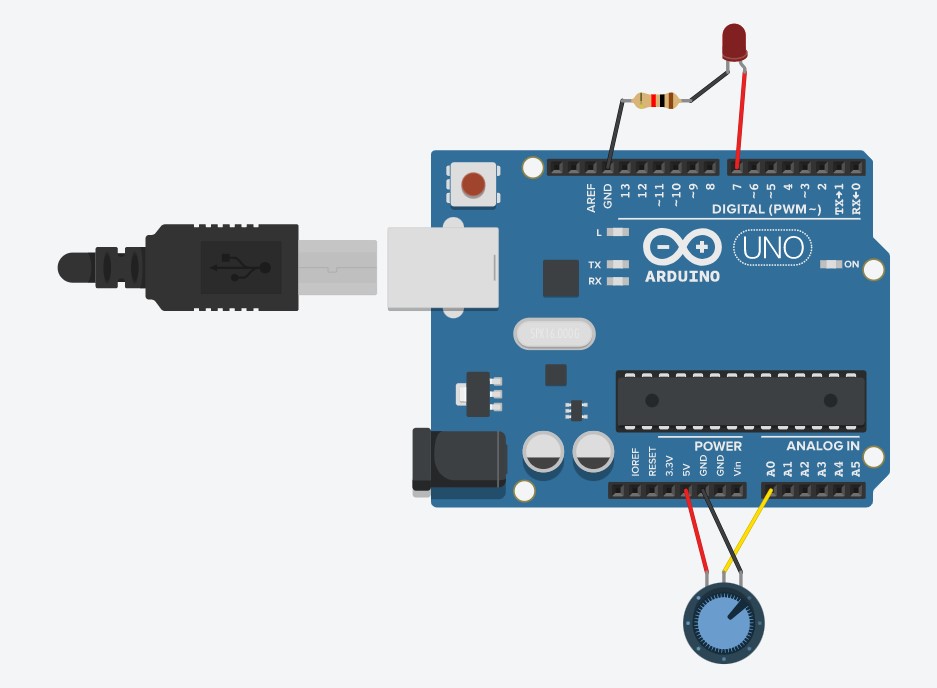 AREF
GND
13
12
~11
~10
~9
8
7
~6
~5
4
~3
2
TX→1
RX←0
DIGITAL (PWM~)
L
TX
RX
ARDUINO
UNO
ON
POWER
ANALOG IN
IOREF
RESET
3.3V
5V
GND
GND
Vin
A0
A1
A2
A3
A4
A5